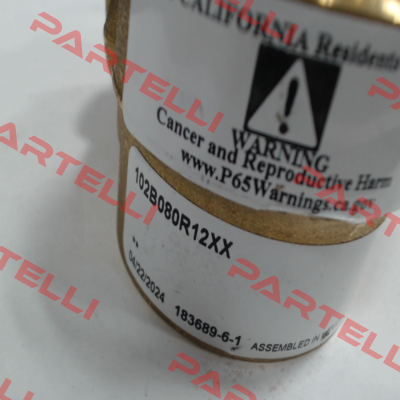 CALIFORNIA Residents
WARNING
Cancer and Reproductive Harm
www.P65Warnings.ca.gov
102B080R12XX
**
04/22/2024 183689-6-1 ASSEMBLED IN
PARTELLI
PARTELLI
PARTELLI
PARTELLI